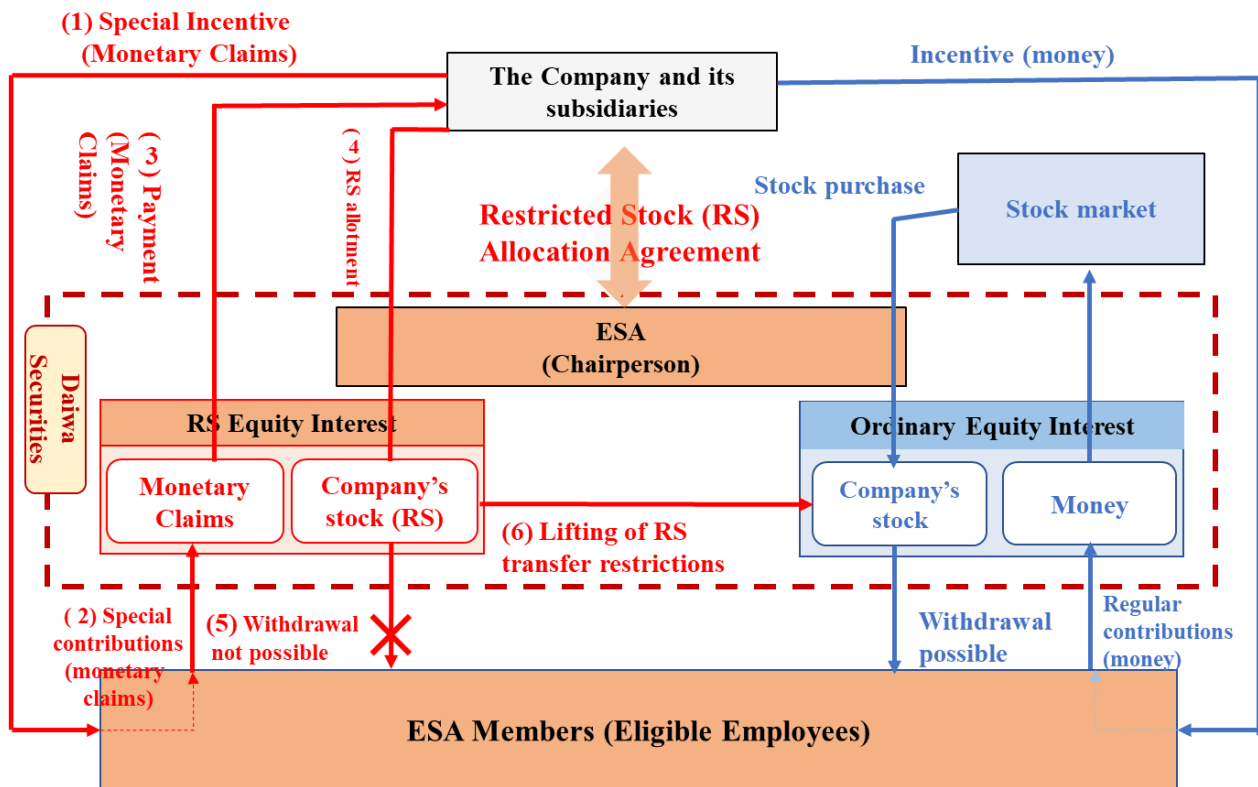 (1) Special Incentive
(Monetary Claims)
The Company and its
subsidiaries
Incentive (money)
(3) Payment
(Monetary
Claims)
(4) RS allotment
Restricted Stock (RS)
Allocation Agreement
Stock purchase
Stock market
Daiwa
Securities
ESA
(Chairperson)
RS Equity Interest
Monetary
Claims
Company's
stock (RS)
Ordinary Equity Interest
Company's
stock
Money
(6) Lifting of RS
transfer restrictions
( 2) Special
contributions
(monetary
claims)
(5) Withdrawal
not possible
Withdrawal
possible
Regular
contributions
(money)
ESA Members (Eligible Employees)